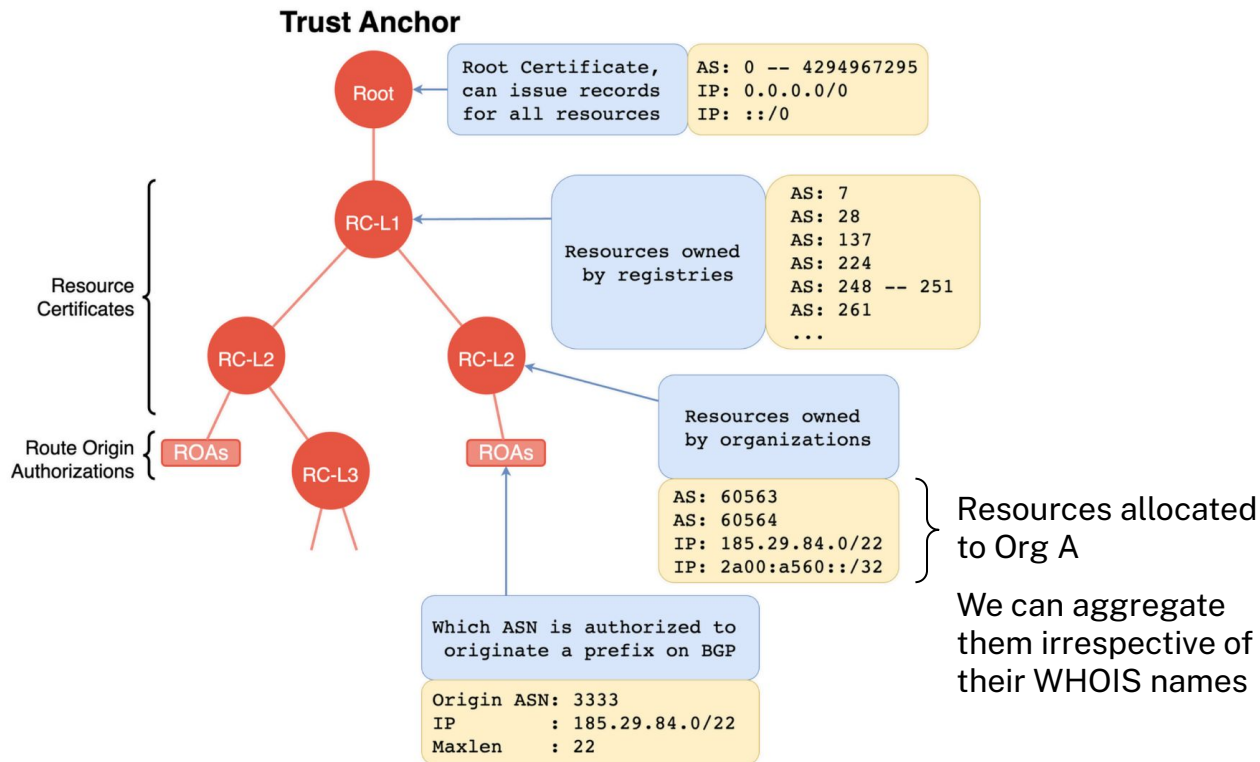 Trust Anchor
Root
Root Certificate,
can issue records
for all resources
AS: 0 -- 4294967295
IP: 0.0.0.0/0
IP: ::/0
Resource
Certificates
RC-L1
Resources owned
by registries
AS: 7
AS: 28
AS: 137
AS: 224
AS: 248 -- 251
AS: 261
...
RC-L2
RC-L2
Resources owned
by organizations
AS: 60563
AS: 60564
IP: 185.29.84.0/22
IP: 2a00:a560::/32
Resources allocated
to Org A
We can aggregate
them irrespective of
their WHOIS names
Route Origin
Authorizations
ROAs
RC-L3
ROAs
Which ASN is authorized to
originate a prefix on BGP
Origin ASN: 3333
IP : 185.29.84.0/22
Maxlen : 22